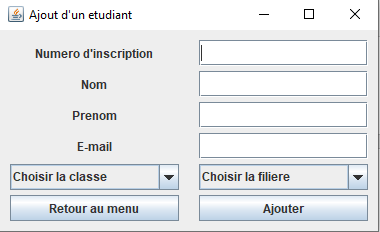 Ajout d'un etudiant
Numero d'inscription
Nom
Prenom
E-mail
Choisir la classe Choisir la filiere
Retour au menu Ajouter